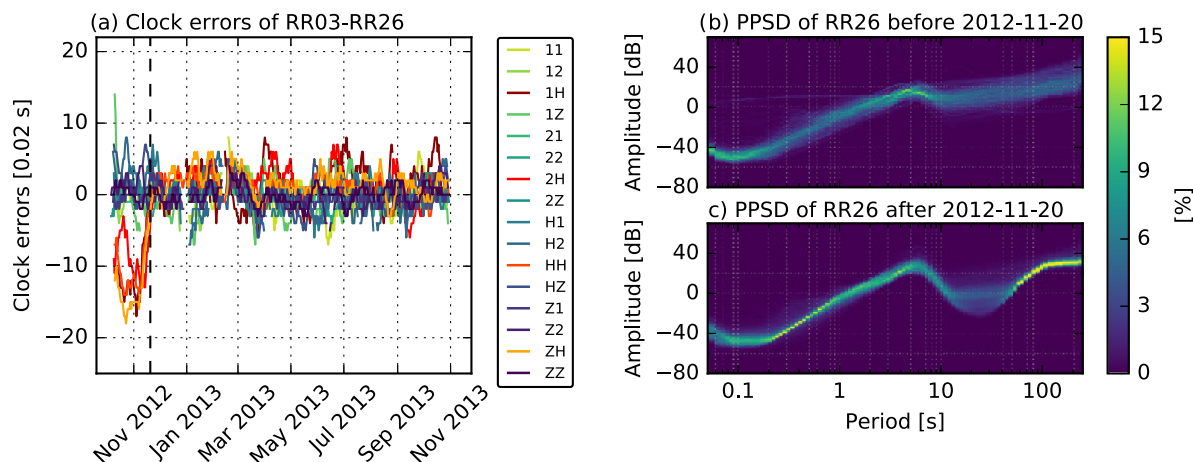 (a) Clock errors of RR03-RR26
Clock errors [0.02 s]
20
10
0
−10
−20
Nov 2012
Jan 2013
Mar 2013
May 2013
Jul 2013
Sep 2013
Nov 2013
11
12
1H
1Z
21
22
2H
2Z
H1
H2
HH
HZ
Z1
Z2
ZH
ZZ
(b) PPSD of RR26 before 2012-11-20
Amplitude [dB]
40
0
−40
−80
c) PPSD of RR26 after 2012-11-20
Amplitude [dB]
40
0
−40
−80
0.1
1
10
100
Period [s]
15
12
9
6
3
0
[%]